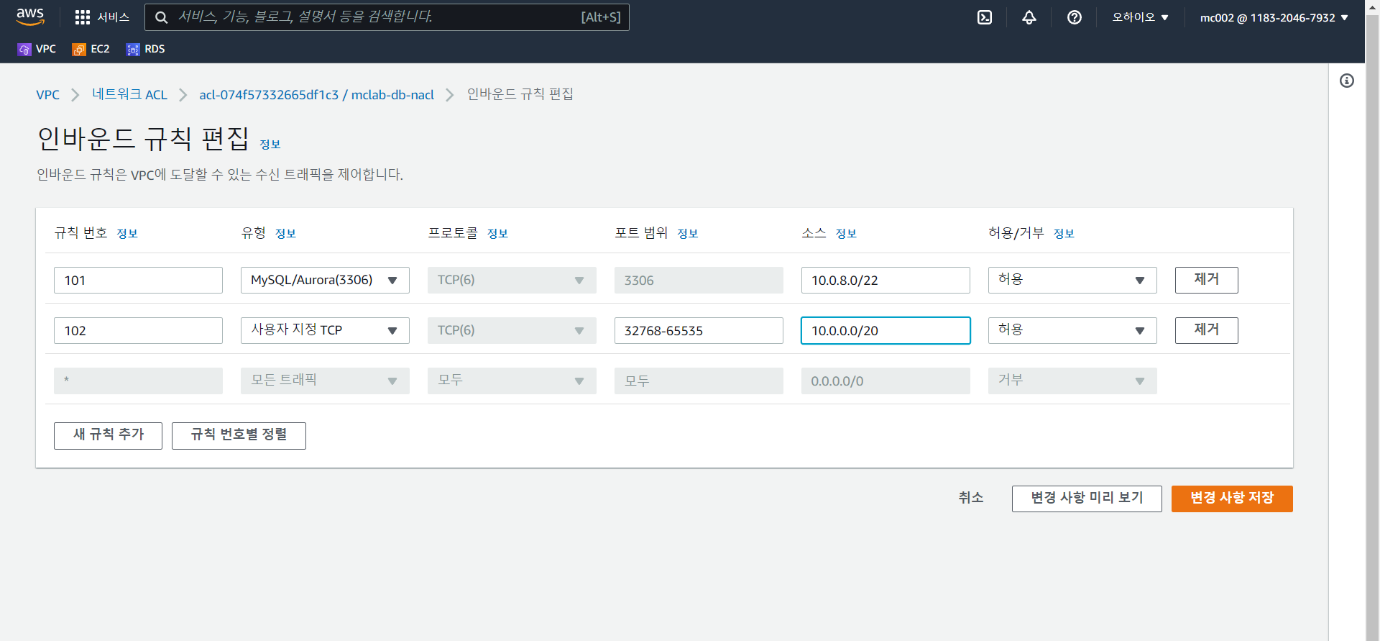 aws 서비스 서비스, 기능, 블로그, 설명서 등을 검색합니다. [Alt+S] 오하이오 mc002 @ 1183-2046-7932
VPC EC2 RDS
VPC 네트워크 ACL acl-074f57332665df1c3 / mclab-db-nacl 인바운드 규칙 편집
인바운드 규칙 편집 정보
인바운드 규칙은 VPC에 도달할 수 있는 수신 트래픽을 제어합니다.
규칙 번호 정보 유형 정보 프로토콜 정보 포트 범위 정보 소스 정보 허용/거부 정보
101 MySQL/Aurora(3306) TCP(6) 3306 10.0.8.0/22 허용 제거
102 사용자 지정 TCP TCP(6) 32768-65535 10.0.0.0/20 허용 제거
* 모든 트래픽 모두 모두 0.0.0.0/0 거부
새 규칙 추가 규칙 번호별 정렬
취소 변경 사항 미리 보기 변경 사항 저장